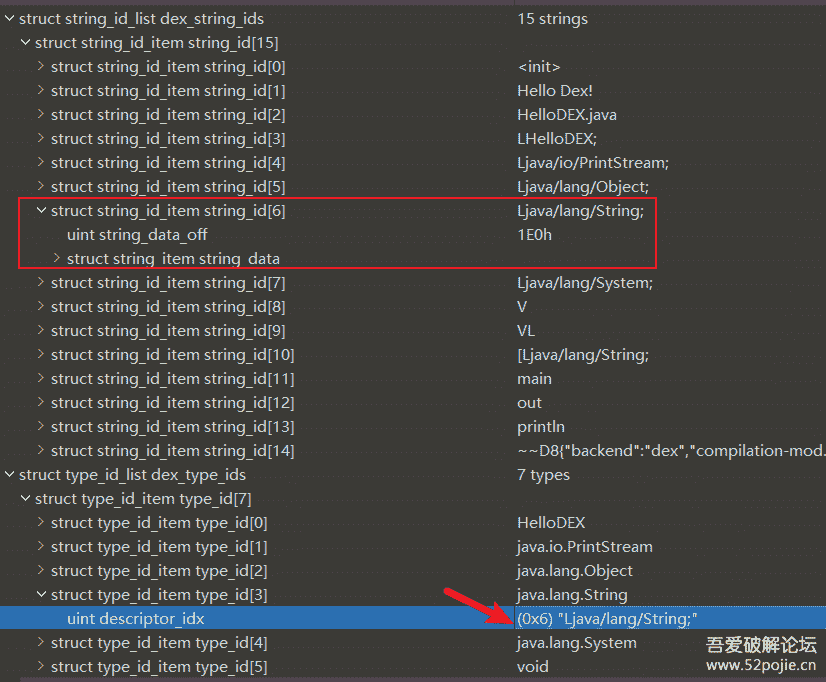 struct string_id_list dex_string_ids 15 strings
struct string_id_item string_id[15]
struct string_id_item string_id[0] <init>
struct string_id_item string_id[1] Hello Dex!
struct string_id_item string_id[2] HelloDEX.java
struct string_id_item string_id[3] LHelloDEX;
struct string_id_item string_id[4] Ljava/io/PrintStream;
struct string_id_item string_id[5] Ljava/lang/Object;
struct string_id_item string_id[6] Ljava/lang/String;
uint string_data_off 1E0h
struct string_item string_data
struct string_id_item string_id[7] Ljava/lang/System;
struct string_id_item string_id[8] V
struct string_id_item string_id[9] VL
struct string_id_item string_id[10] [Ljava/lang/String;
struct string_id_item string_id[11] main
struct string_id_item string_id[12] out
struct string_id_item string_id[13] println
struct string_id_item string_id[14] ~~D8{"backend":"dex","compilation-mod.
struct type_id_list dex_type_ids 7 types
struct type_id_item type_id[7]
struct type_id_item type_id[0] HelloDEX
struct type_id_item type_id[1] java.io.PrintStream
struct type_id_item type_id[2] java.lang.Object
struct type_id_item type_id[3] java.lang.String
uint descriptor_idx (0x6) "Ljava/lang/String;"
struct type_id_item type_id[4] java.lang.System
struct type_id_item type_id[5] void
吾爱破解论坛
www.52pojie.cn